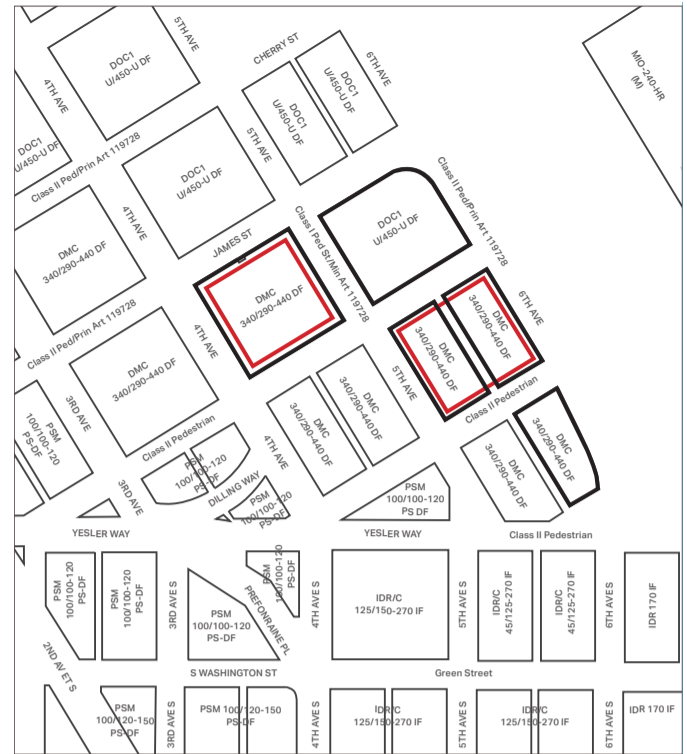 5TH AVE
CHERRY ST
6TH AVE
DOC1
U/450-U DF
DOC1
U/450-U DF
MIO-240-HR
(M)
4TH AVE
DOC1
U/450-U DF
5TH AVE
DOC1
U/450-U DF
Class II Ped/Prin Art 119728
DOC1
U/450-U DF
Class II Ped/Prin Art 119728
4TH AVE
JAMES ST
Class I Ped St/Min Art 119728
DOC1
U/450-U DF
DMC
340/290-440 DF
DMC
340/290-440 DF
6TH AVE
DMC
340/290-440 DF
Class II Ped/Prin Art 119728
4TH AVE
DMC
340/290-440 DF
5TH AVE
DMC
340/290-440 DF
DMC
340/290-440 DF
3RD AVE
Class II Pedestrian
DMC
340/290-440 DF
DMC
340/290-440 DF
DMC
340/290-440 DF
DMC
340/290-440 DF
PSM
100/100-120
PS-DF
Class II Pedestrian
4TH AVE
PSM
100/100-120
PS-DF
3RD AVE
DILLING WAY
PSM
100/100-120
PS-DF
PSM
100/100-120
PS DF
YESLER WAY
YESLER WAY
Class II Pedestrian
PSM
100/100-120
PS-DF
PSM
100/100-120
PS-DF
3RD AVE S
PSM
100/100-120
PS-DF
PREFONRAINE PL
PSM
100/100-120
PS-DF
4TH AVE S
IDR/C
125/150-270 IF
5TH AVE S
IDR/C
45/125-270 IF
IDR/C
45/125-270 IF
6TH AVE S
IDR 170 IF
2ND AV ET S
S WASHINGTON ST
Green Street
PSM
100/120-150
PS-DF
3RD AVE S
PSM 100/120-150
PS-DF
4TH AVE S
IDR/C
125/150-270 IF
5TH AVE S
IDR/C
125/150-270 IF
6TH AVE S
IDR 170 IF